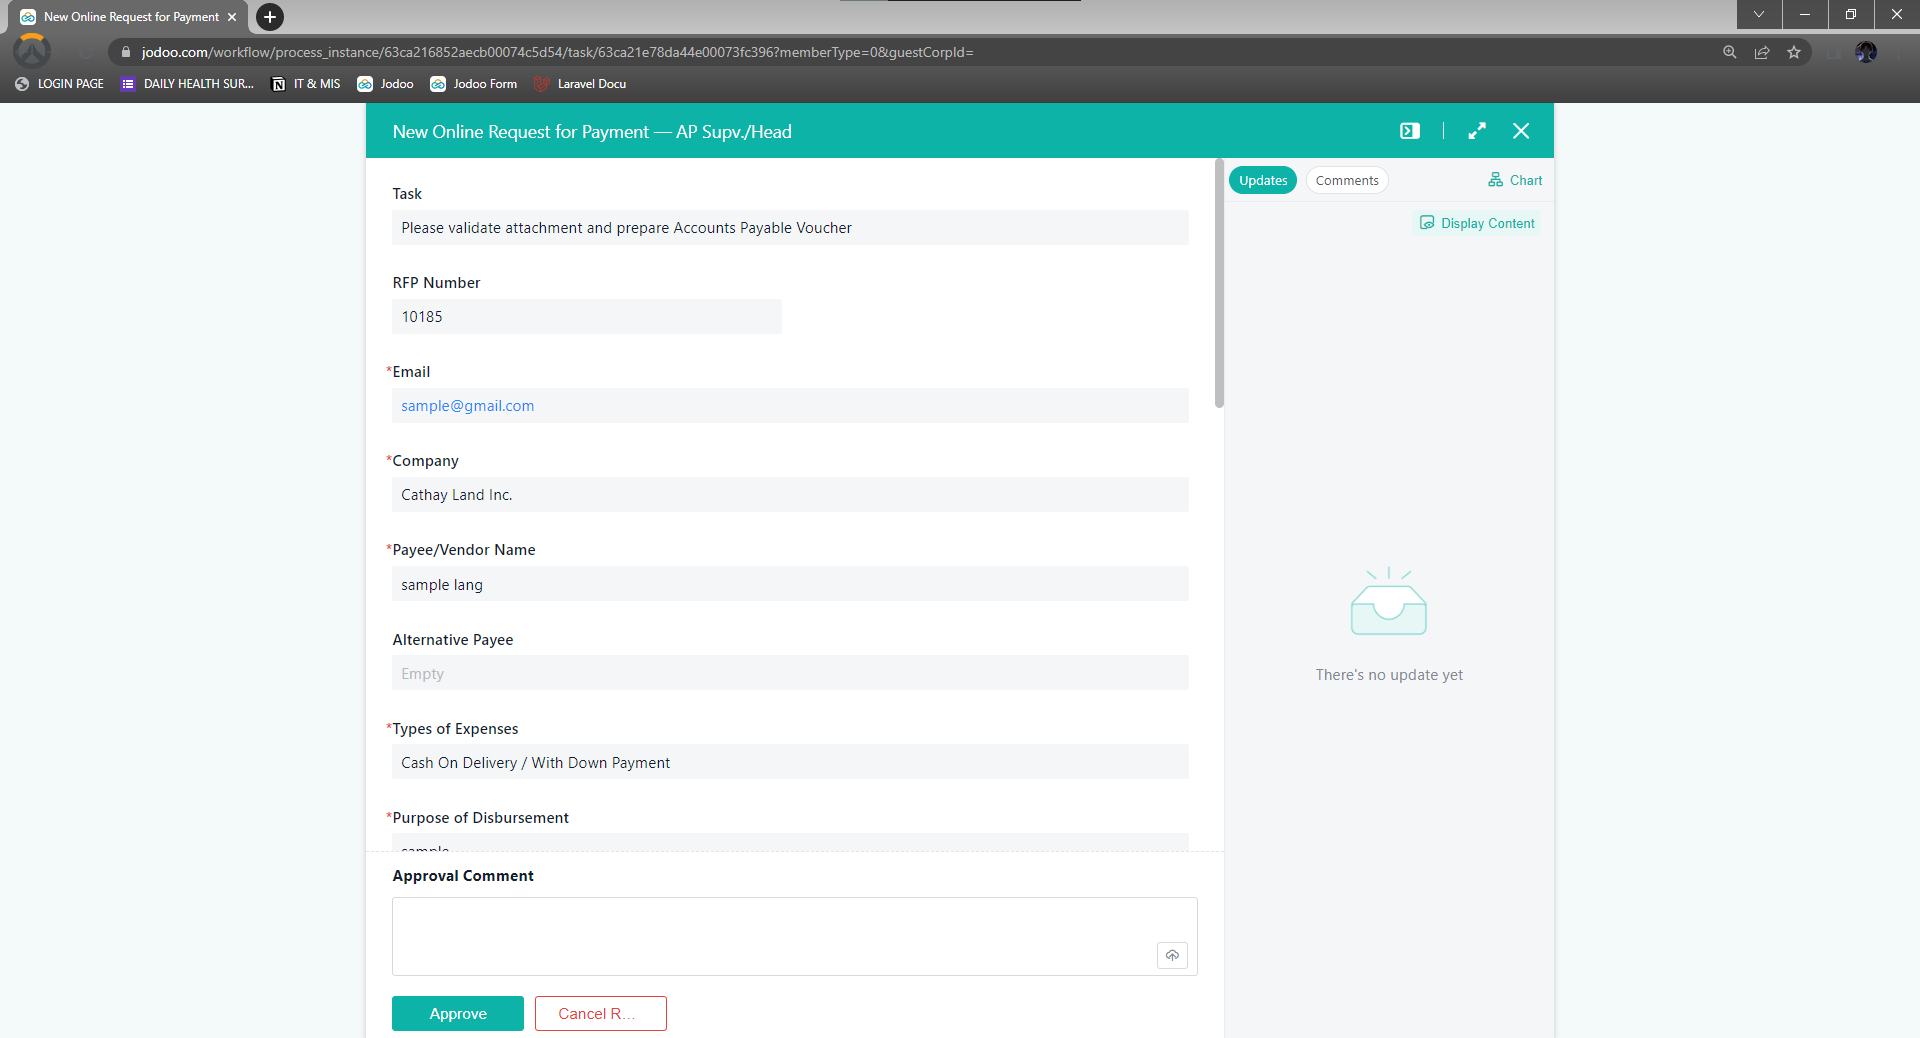 New Online Request for Payment
jodoo.com/workflow/process_instance/63ca216852aecb00074c5d54/task/63ca21e78da44e00073fc396?memberType=0&guestCorpId=
LOGIN PAGE
DAILY HEALTH SUR...
IT & MIS
Jodoo
Jodoo Form
Laravel Docu
New Online Request for Payment — AP Supv./Head
Updates
Comments
Chart
Display Content
Task
Please validate attachment and prepare Accounts Payable Voucher
RFP Number
10185
*Email
sample@gmail.com
*Company
Cathay Land Inc.
*Payee/Vendor Name
sample lang
Alternative Payee
Empty
There's no update yet
*Types of Expenses
Cash On Delivery / With Down Payment
*Purpose of Disbursement
sample
Approval Comment
Approve
Cancel R...